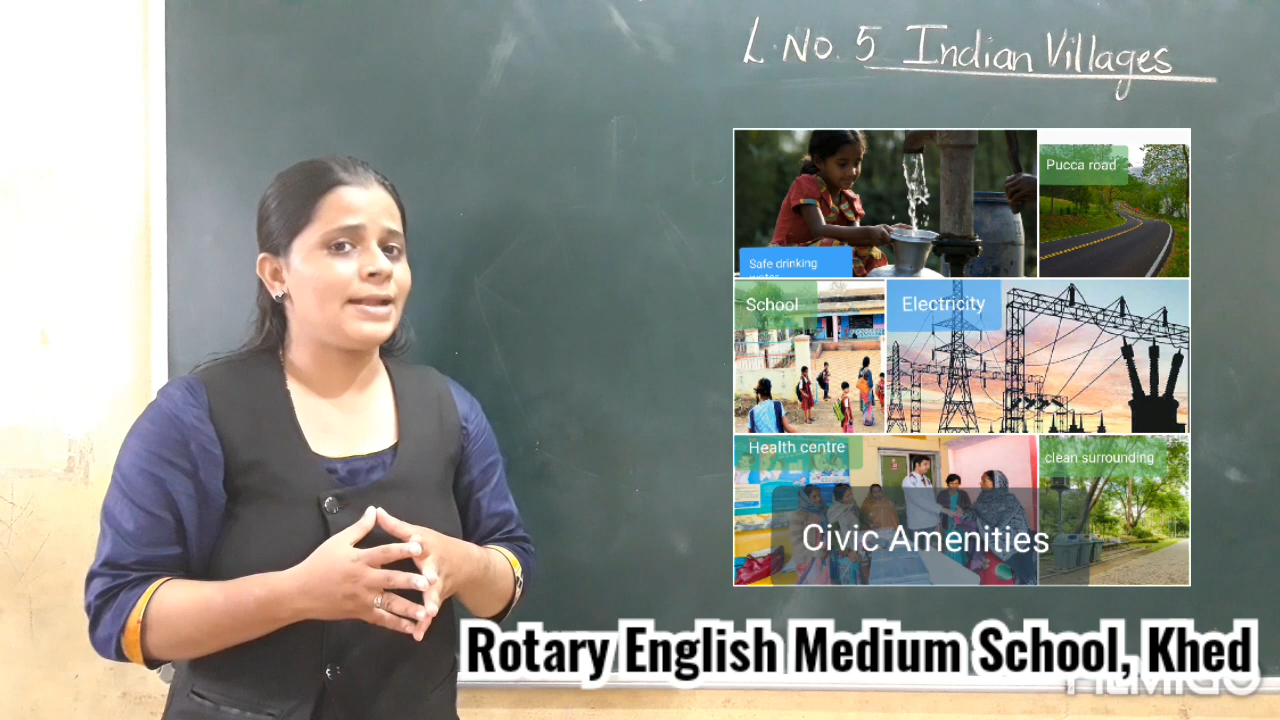 L. No. 5 Indian Villages
Pucca road
Safe drinking
water
School
Electricity
Health centre
clean surrounding
Civic Amenities
Rotary English Medium School, Khed